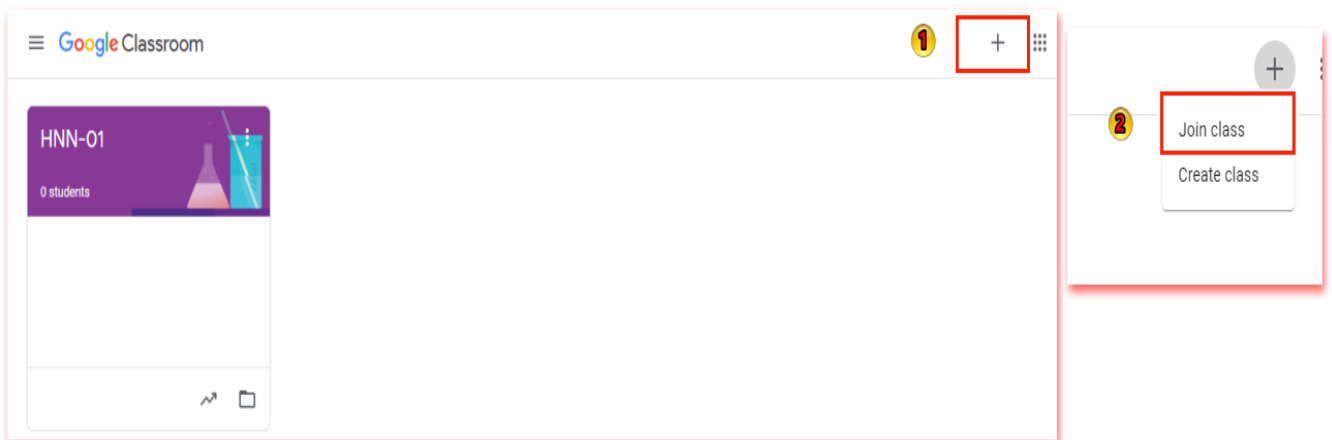 Google Classroom
1
HNN-01
0 students
2
Join class
Create class